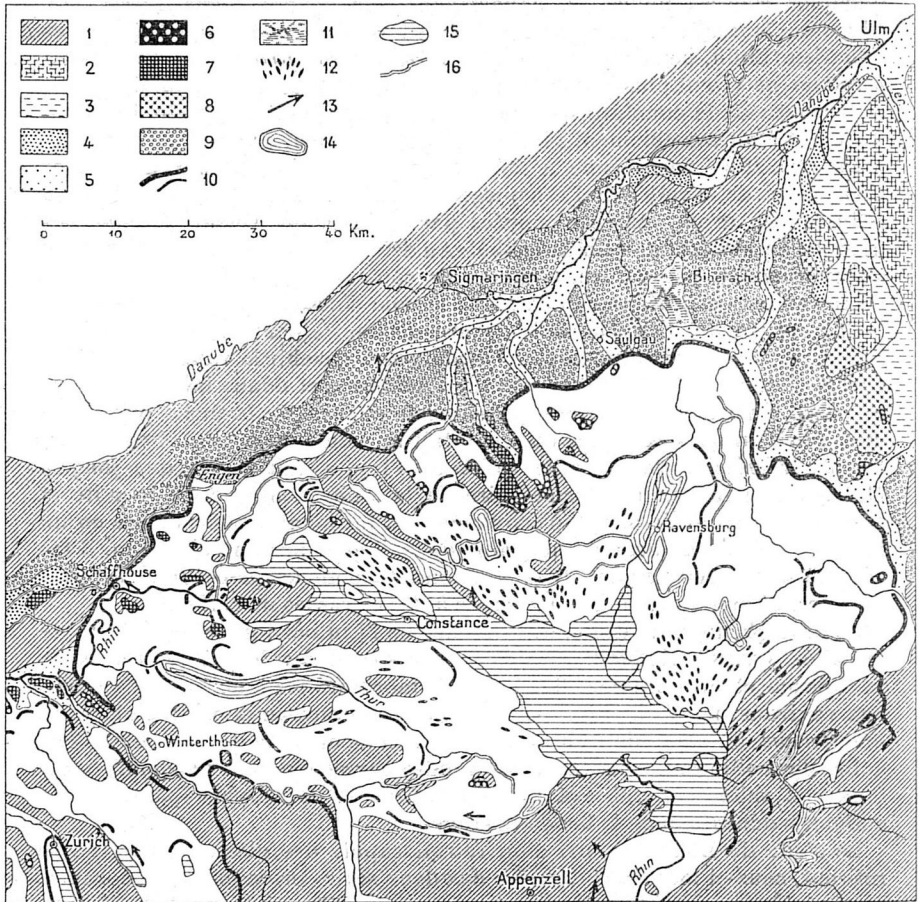 1
2
3
4
5
6
7
8
9
10
11
12
13
14
15
16
0 10 20 30 40 Km.
Ulm
Danube
Sigmaringen
Biberach
Saulgau
Danube
Engen
Ravensburg
Schaffhouse
Rhin
Constance
Thur
Winterthur
Zurich
Appenzell
Rhin